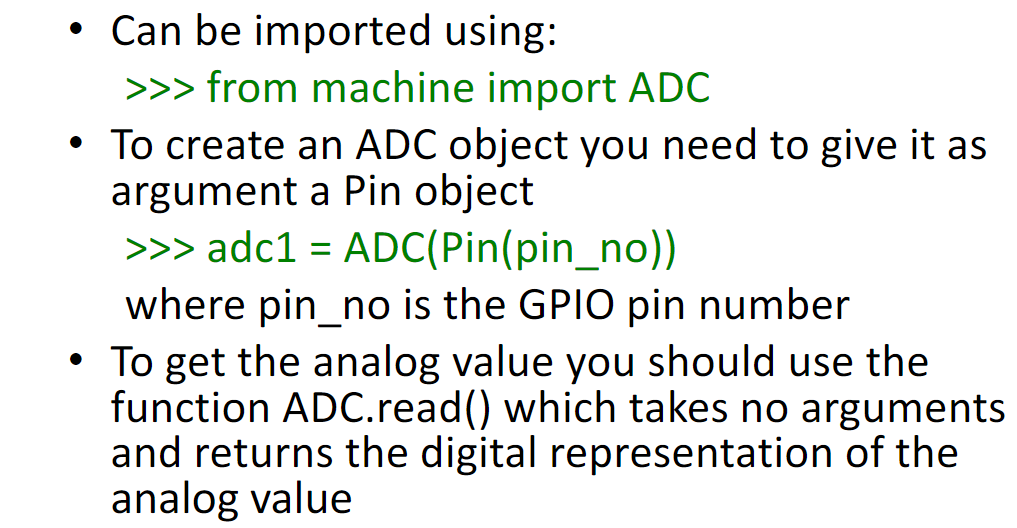 • Can be imported using:
>>> from machine import ADC
• To create an ADC object you need to give it as
argument a Pin object
>>> adc1 = ADC(Pin(pin_no))
where pin_no is the GPIO pin number
• To get the analog value you should use the
function ADC.read() which takes no arguments
and returns the digital representation of the
analog value